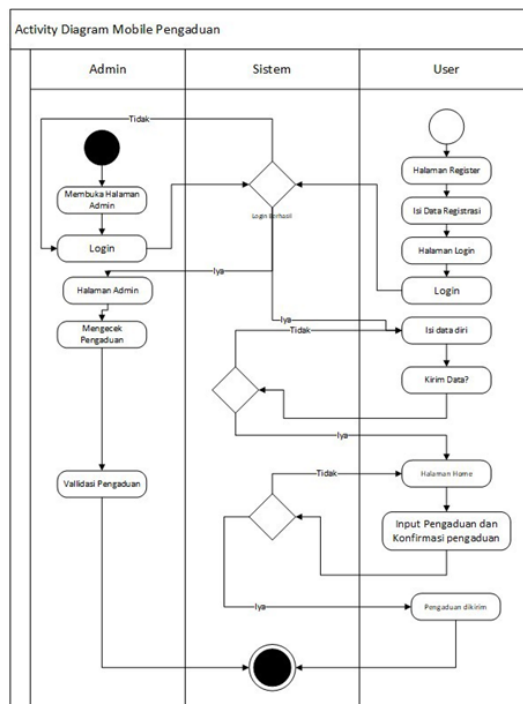 Activity Diagram Mobile Pengaduan
Admin
Sistem
User
Tidak
Halaman Register
Membuka Halaman
Admin
Isi Data Registrasi
Login Berhasil
Login
Halaman Login
Iya
Halaman Admin
Login
Iya
Mengecek
Pengaduan
Tidak
Isi data diri
Kirim Data?
Iya
Tidak
Halaman Home
Vallidasi Pengaduan
Input Pengaduan dan
Konfirmasi pengaduan
Iya
Pengaduan dikirim